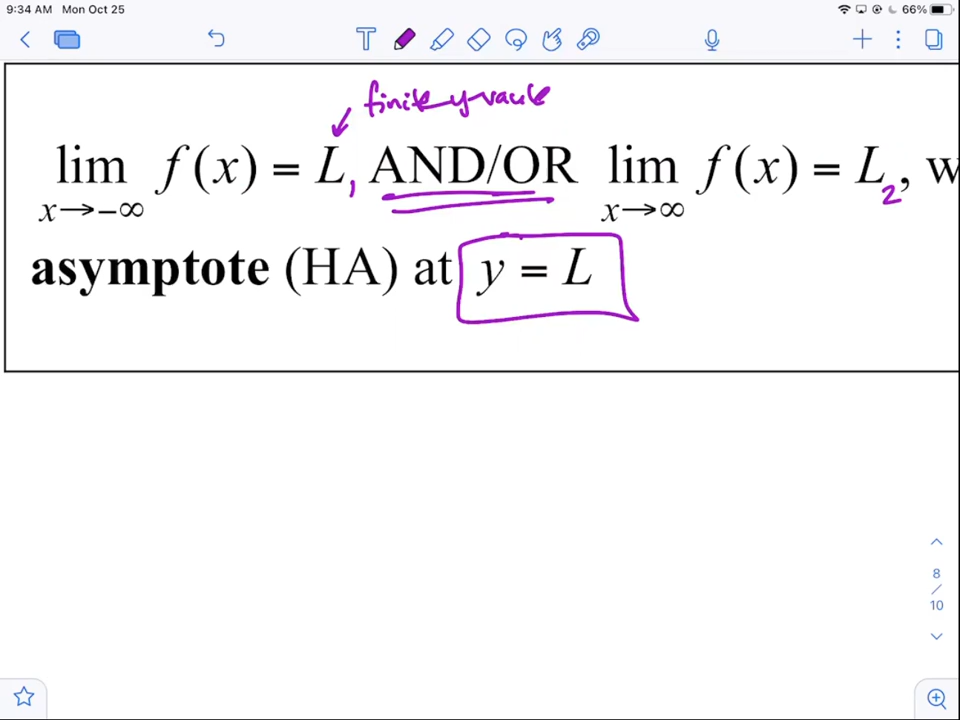 9:34 AM Mon Oct 25
66%
T
finite y-value
lim f(x) = L₁ AND/OR lim f(x) = L₂, w
x→−∞ x→∞
asymptote (HA) at y = L
8
/
10